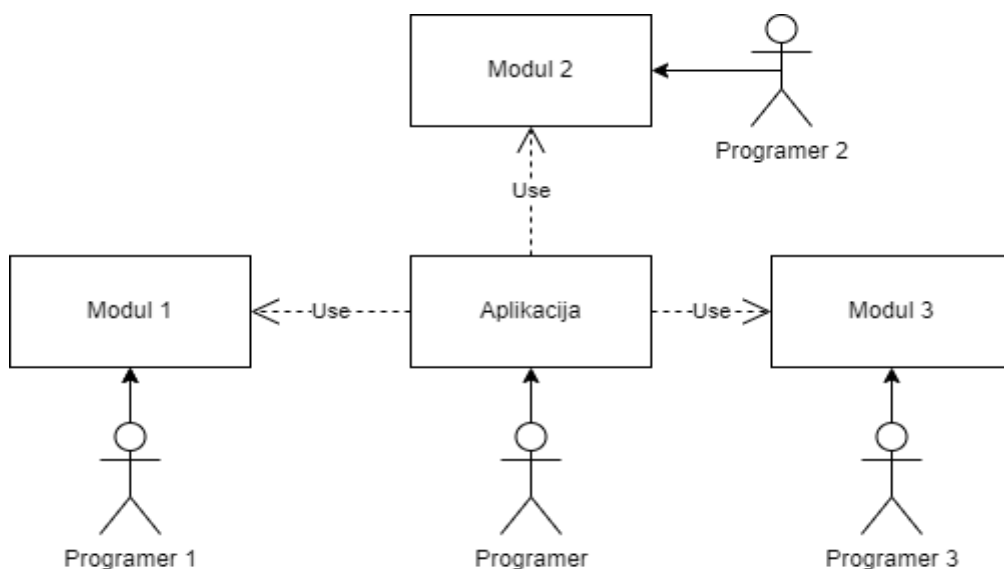 Modul 2
Programer 2
Use
Modul 1
Use
Aplikacija
Use
Modul 3
Programer 1
Programer
Programer 3